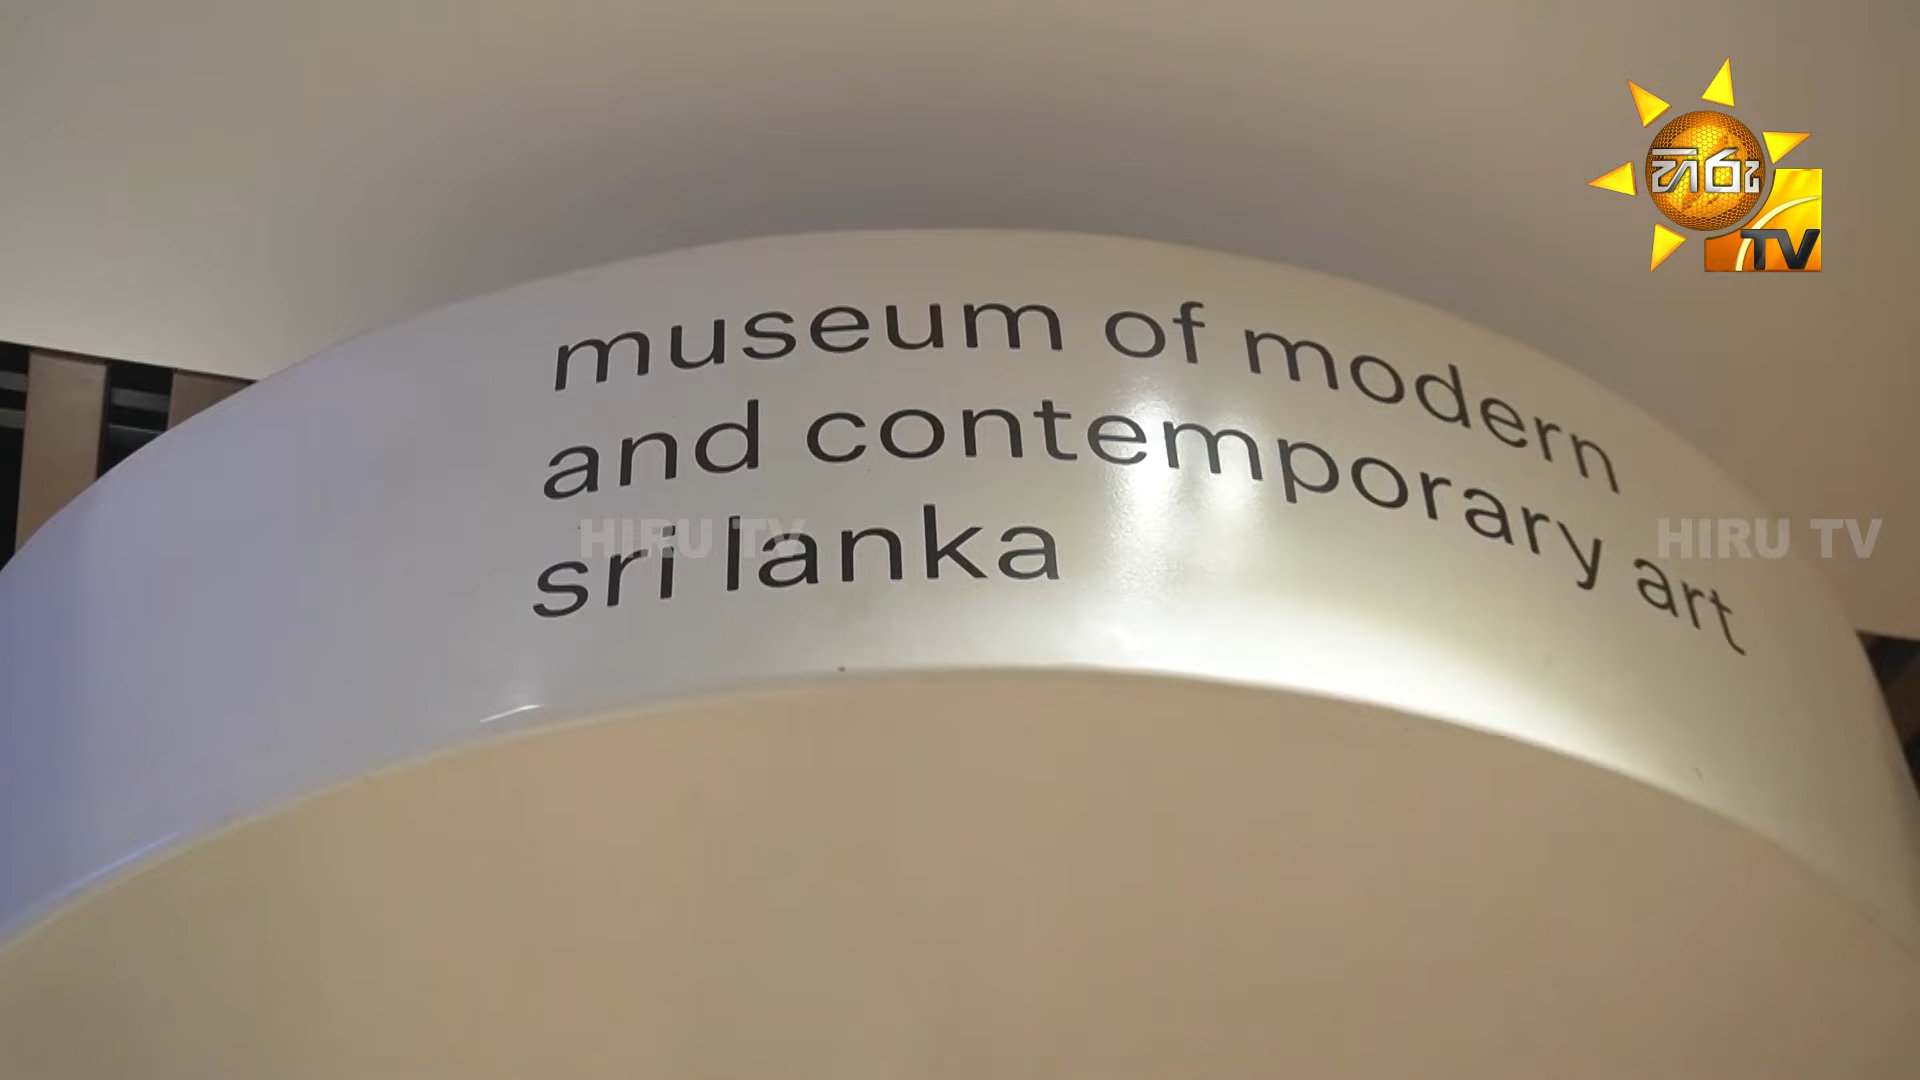 හිරු
TV
museum of modern
and contemporary art
sri lanka
HIRU TV
HIRU TV